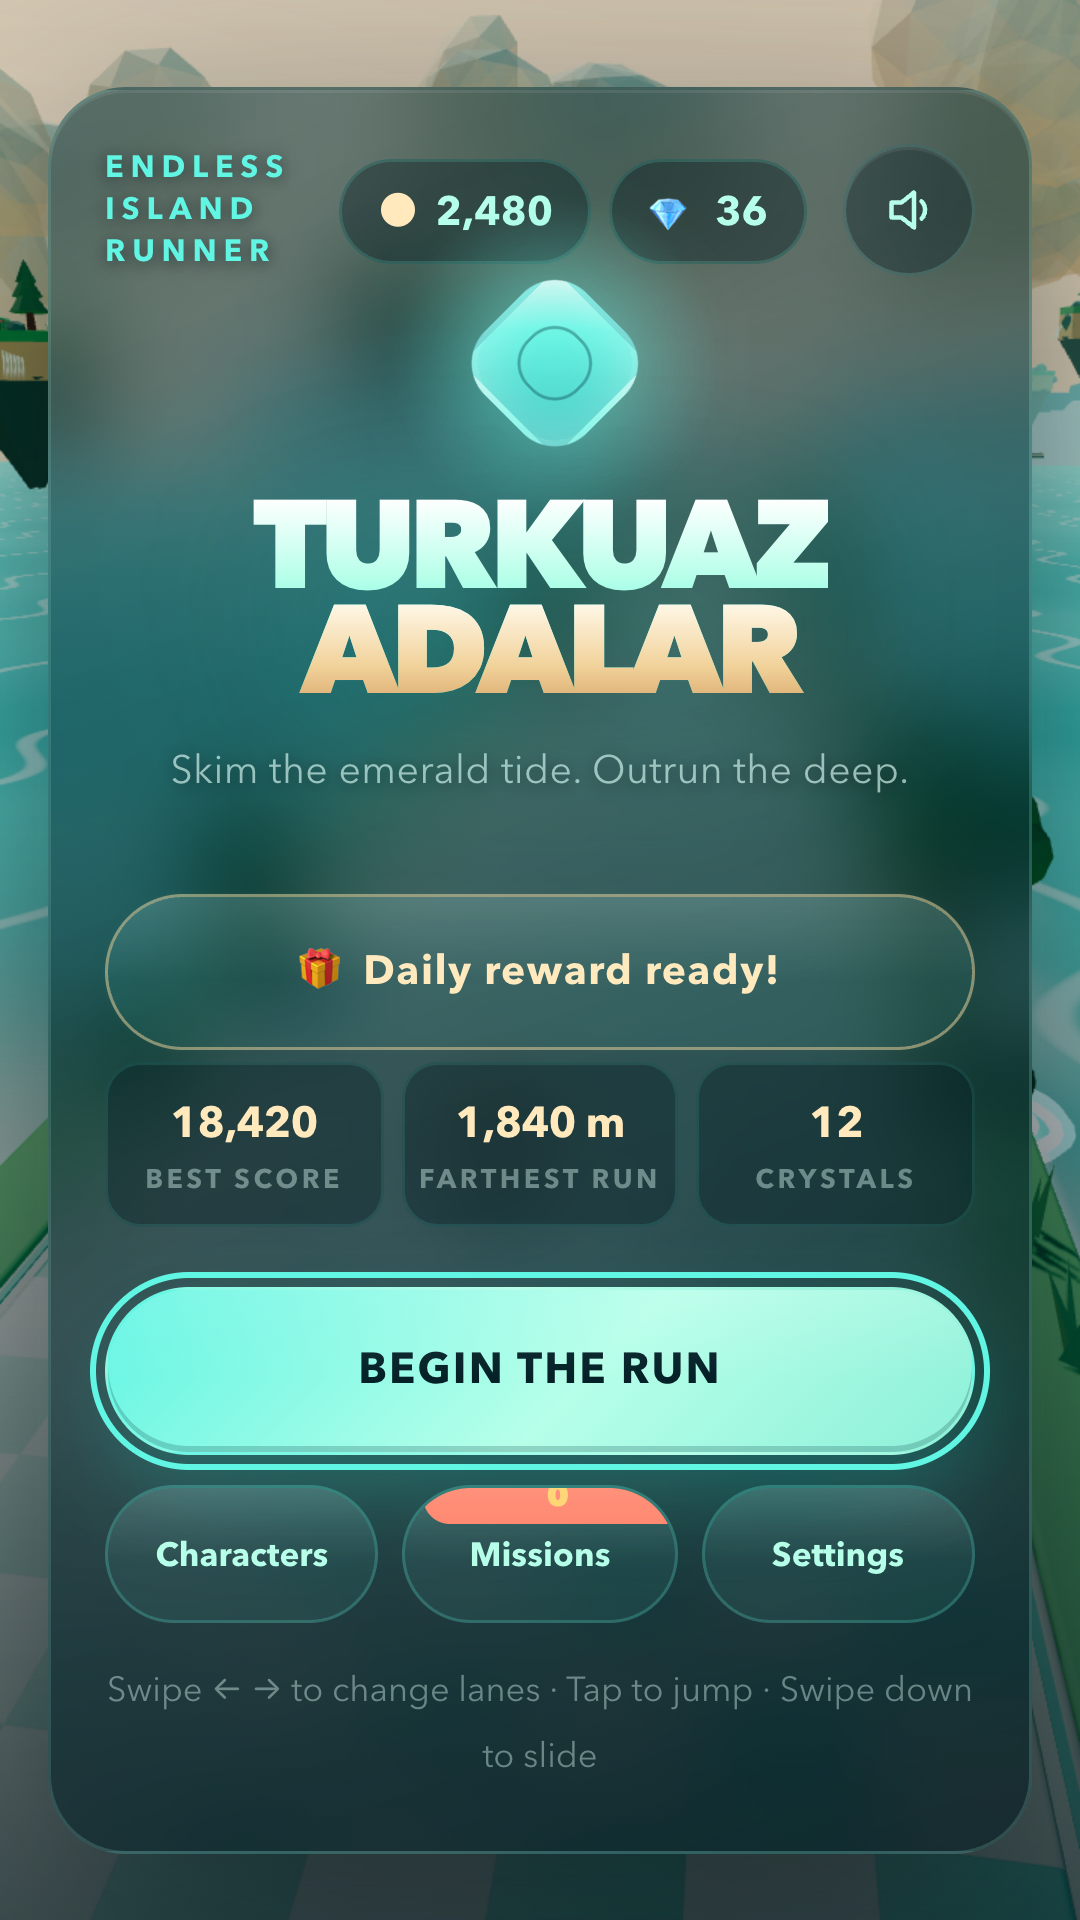 ENDLESS
ISLAND
RUNNER
2,480
36
TURKUAZ
ADALAR
Skim the emerald tide. Outrun the deep.
Daily reward ready!
18,420
BEST SCORE
1,840 m
FARTHEST RUN
12
CRYSTALS
BEGIN THE RUN
Characters
Missions
Settings
Swipe ← → to change lanes · Tap to jump · Swipe down
to slide